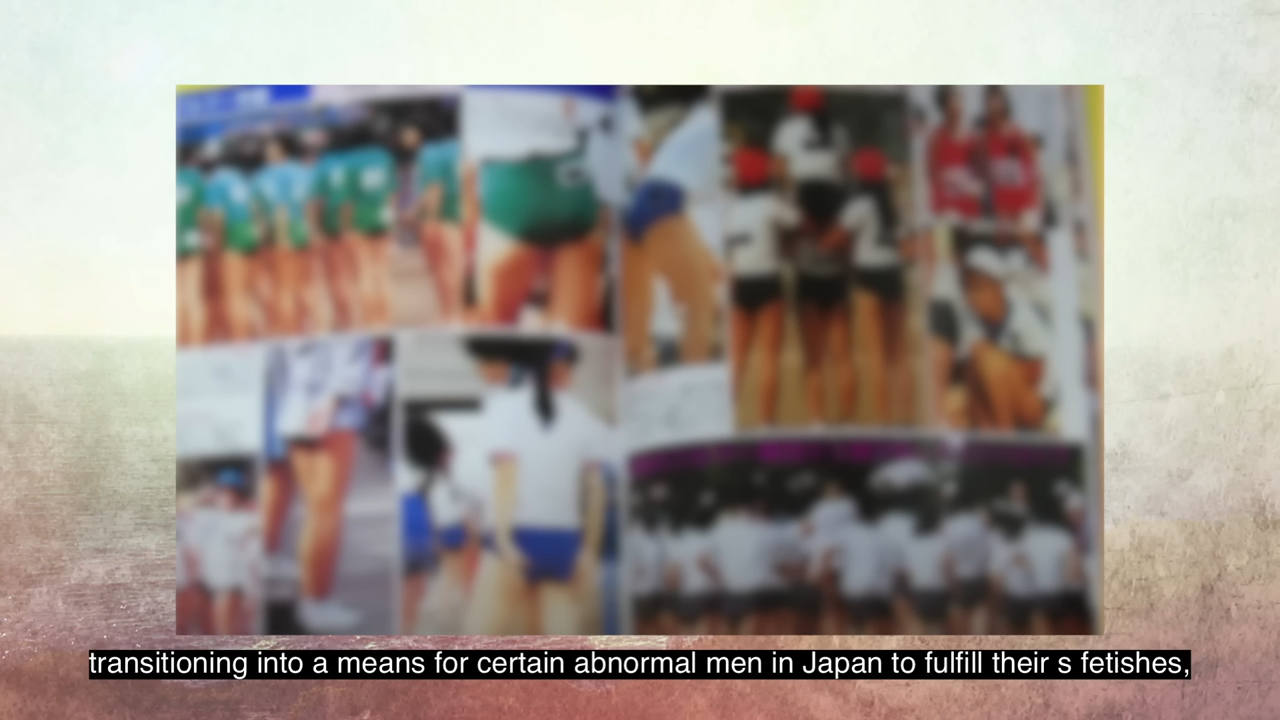 transitioning into a means for certain abnormal men in Japan to fulfill their s fetishes,